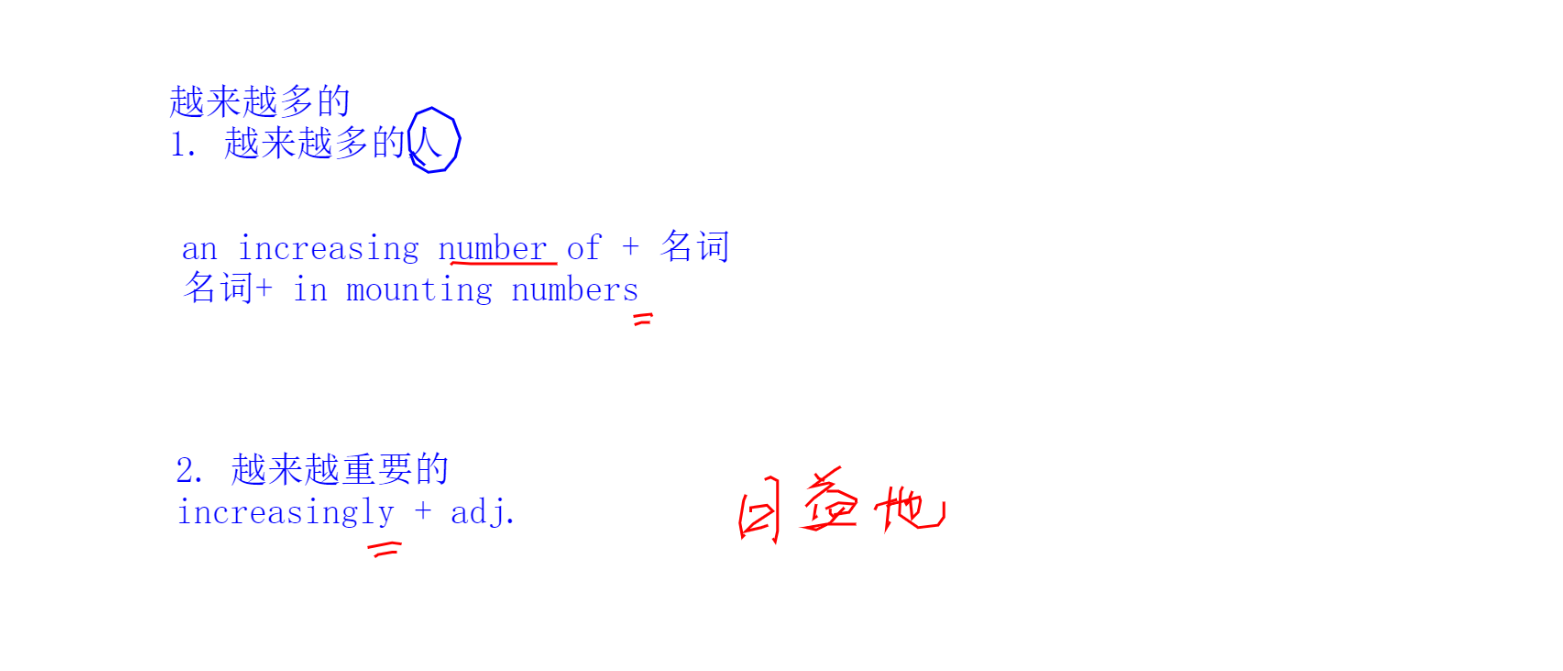 越来越多的
1. 越来越多的人
an increasing number of + 名词
名词+ in mounting numbers
2. 越来越重要的
increasingly + adj.
日益地